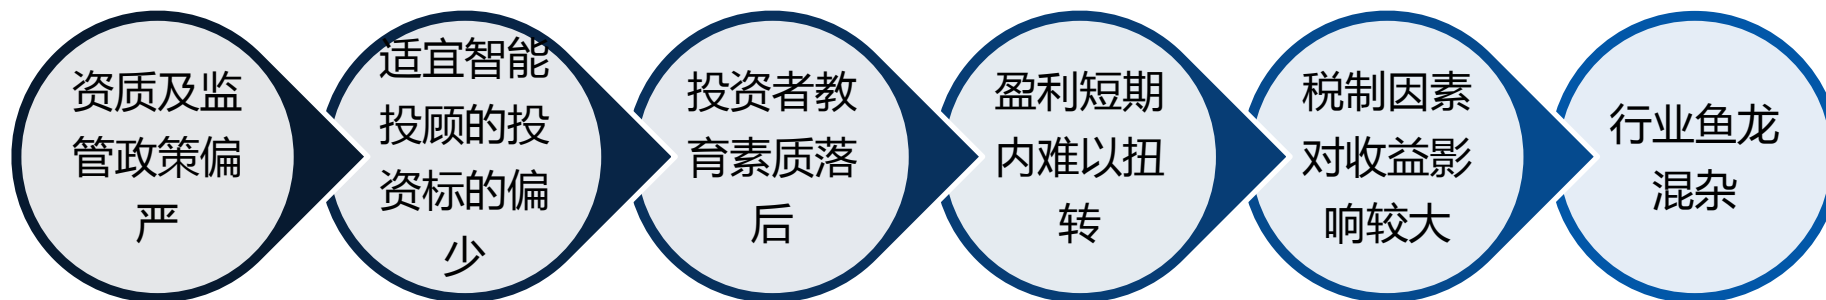 资质及监
管政策偏
严
适宜智能
投顾的投
资标的偏
少
投资者教
育素质落
后
盈利短期
内难以扭
转
税制因素
对收益影
响较大
行业鱼龙
混杂